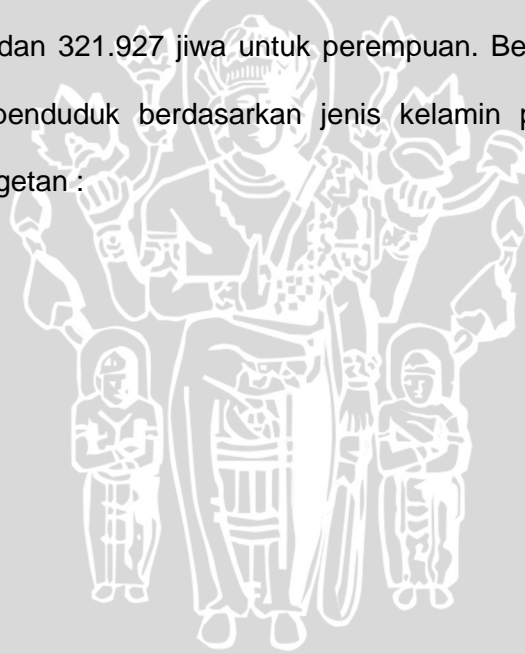 dan 321.927 jiwa untuk perempuan. Be
penduduk berdasarkan jenis kelamin p
getan :